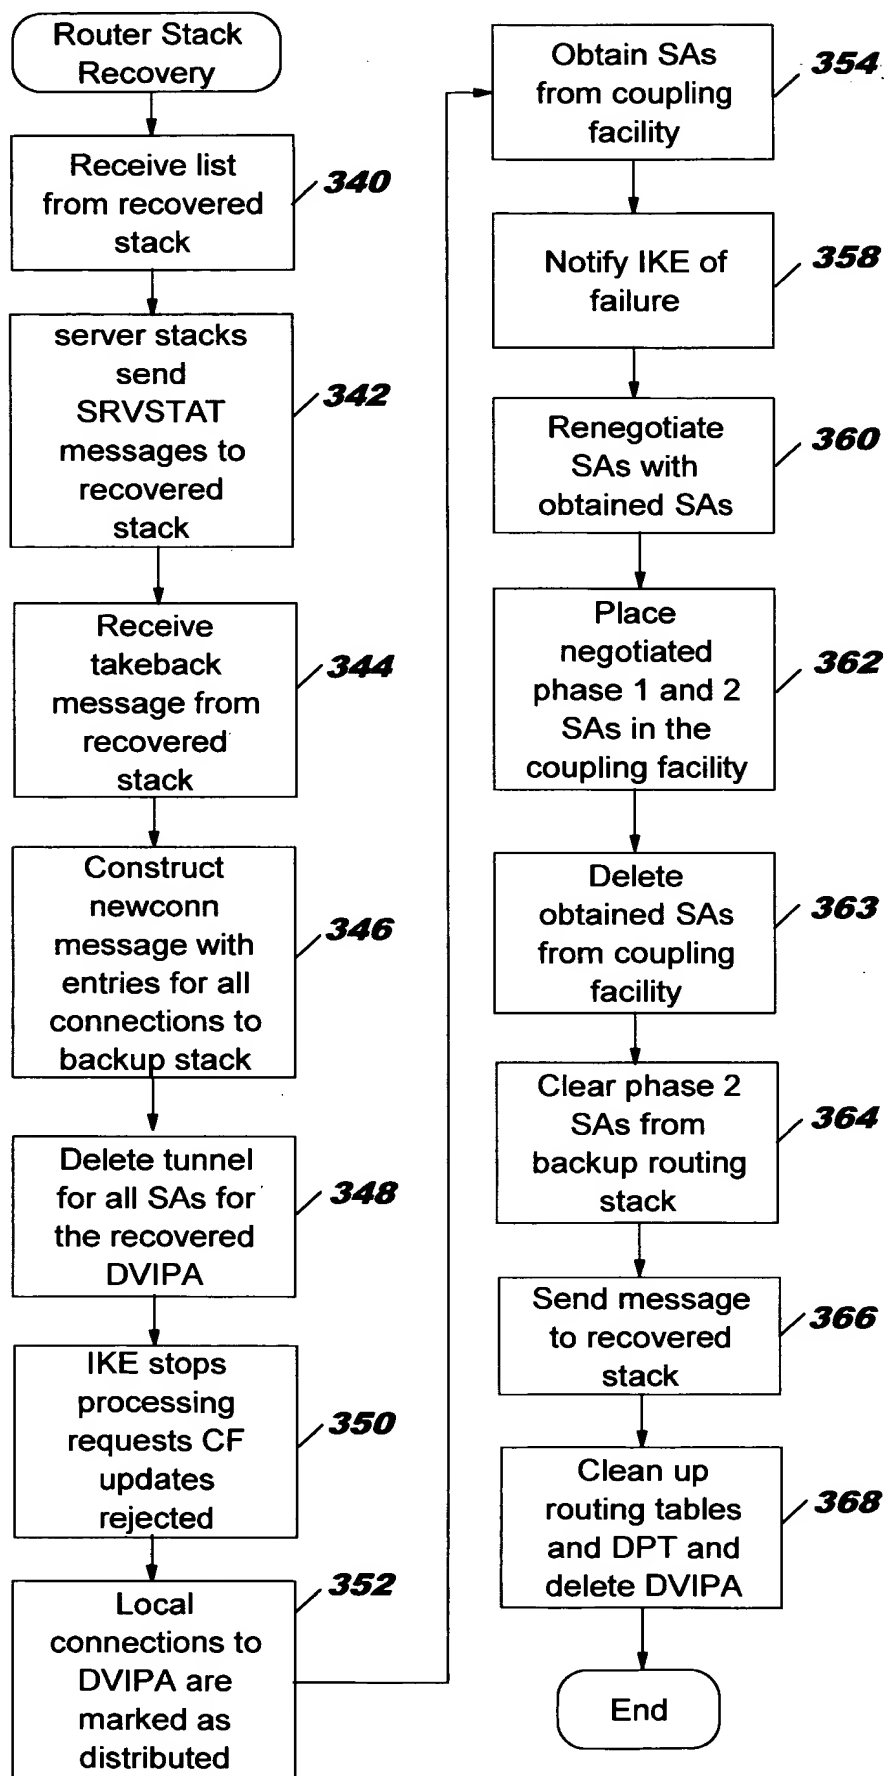 Router Stack
Recovery
Receive list
from recovered
stack
340
server stacks
send
SRVSTAT
messages to
recovered
stack
342
Receive
takeback
message from
recovered
stack
344
Construct
newconn
message with
entries for all
connections to
backup stack
346
Delete tunnel
for all SAs for
the recovered
DVIPA
348
IKE stops
processing
requests CF
updates
rejected
350
Local
connections to
DVIPA are
marked as
distributed
352
Obtain SAs
from coupling
facility
354
Notify IKE of
failure
358
Renegotiate
SAs with
obtained SAs
360
Place
negotiated
phase 1 and 2
SAs in the
coupling facility
362
Delete
obtained SAs
from coupling
facility
363
Clear phase 2
SAs from
backup routing
stack
364
Send message
to recovered
stack
366
Clean up
routing tables
and DPT and
delete DVIPA
368
End